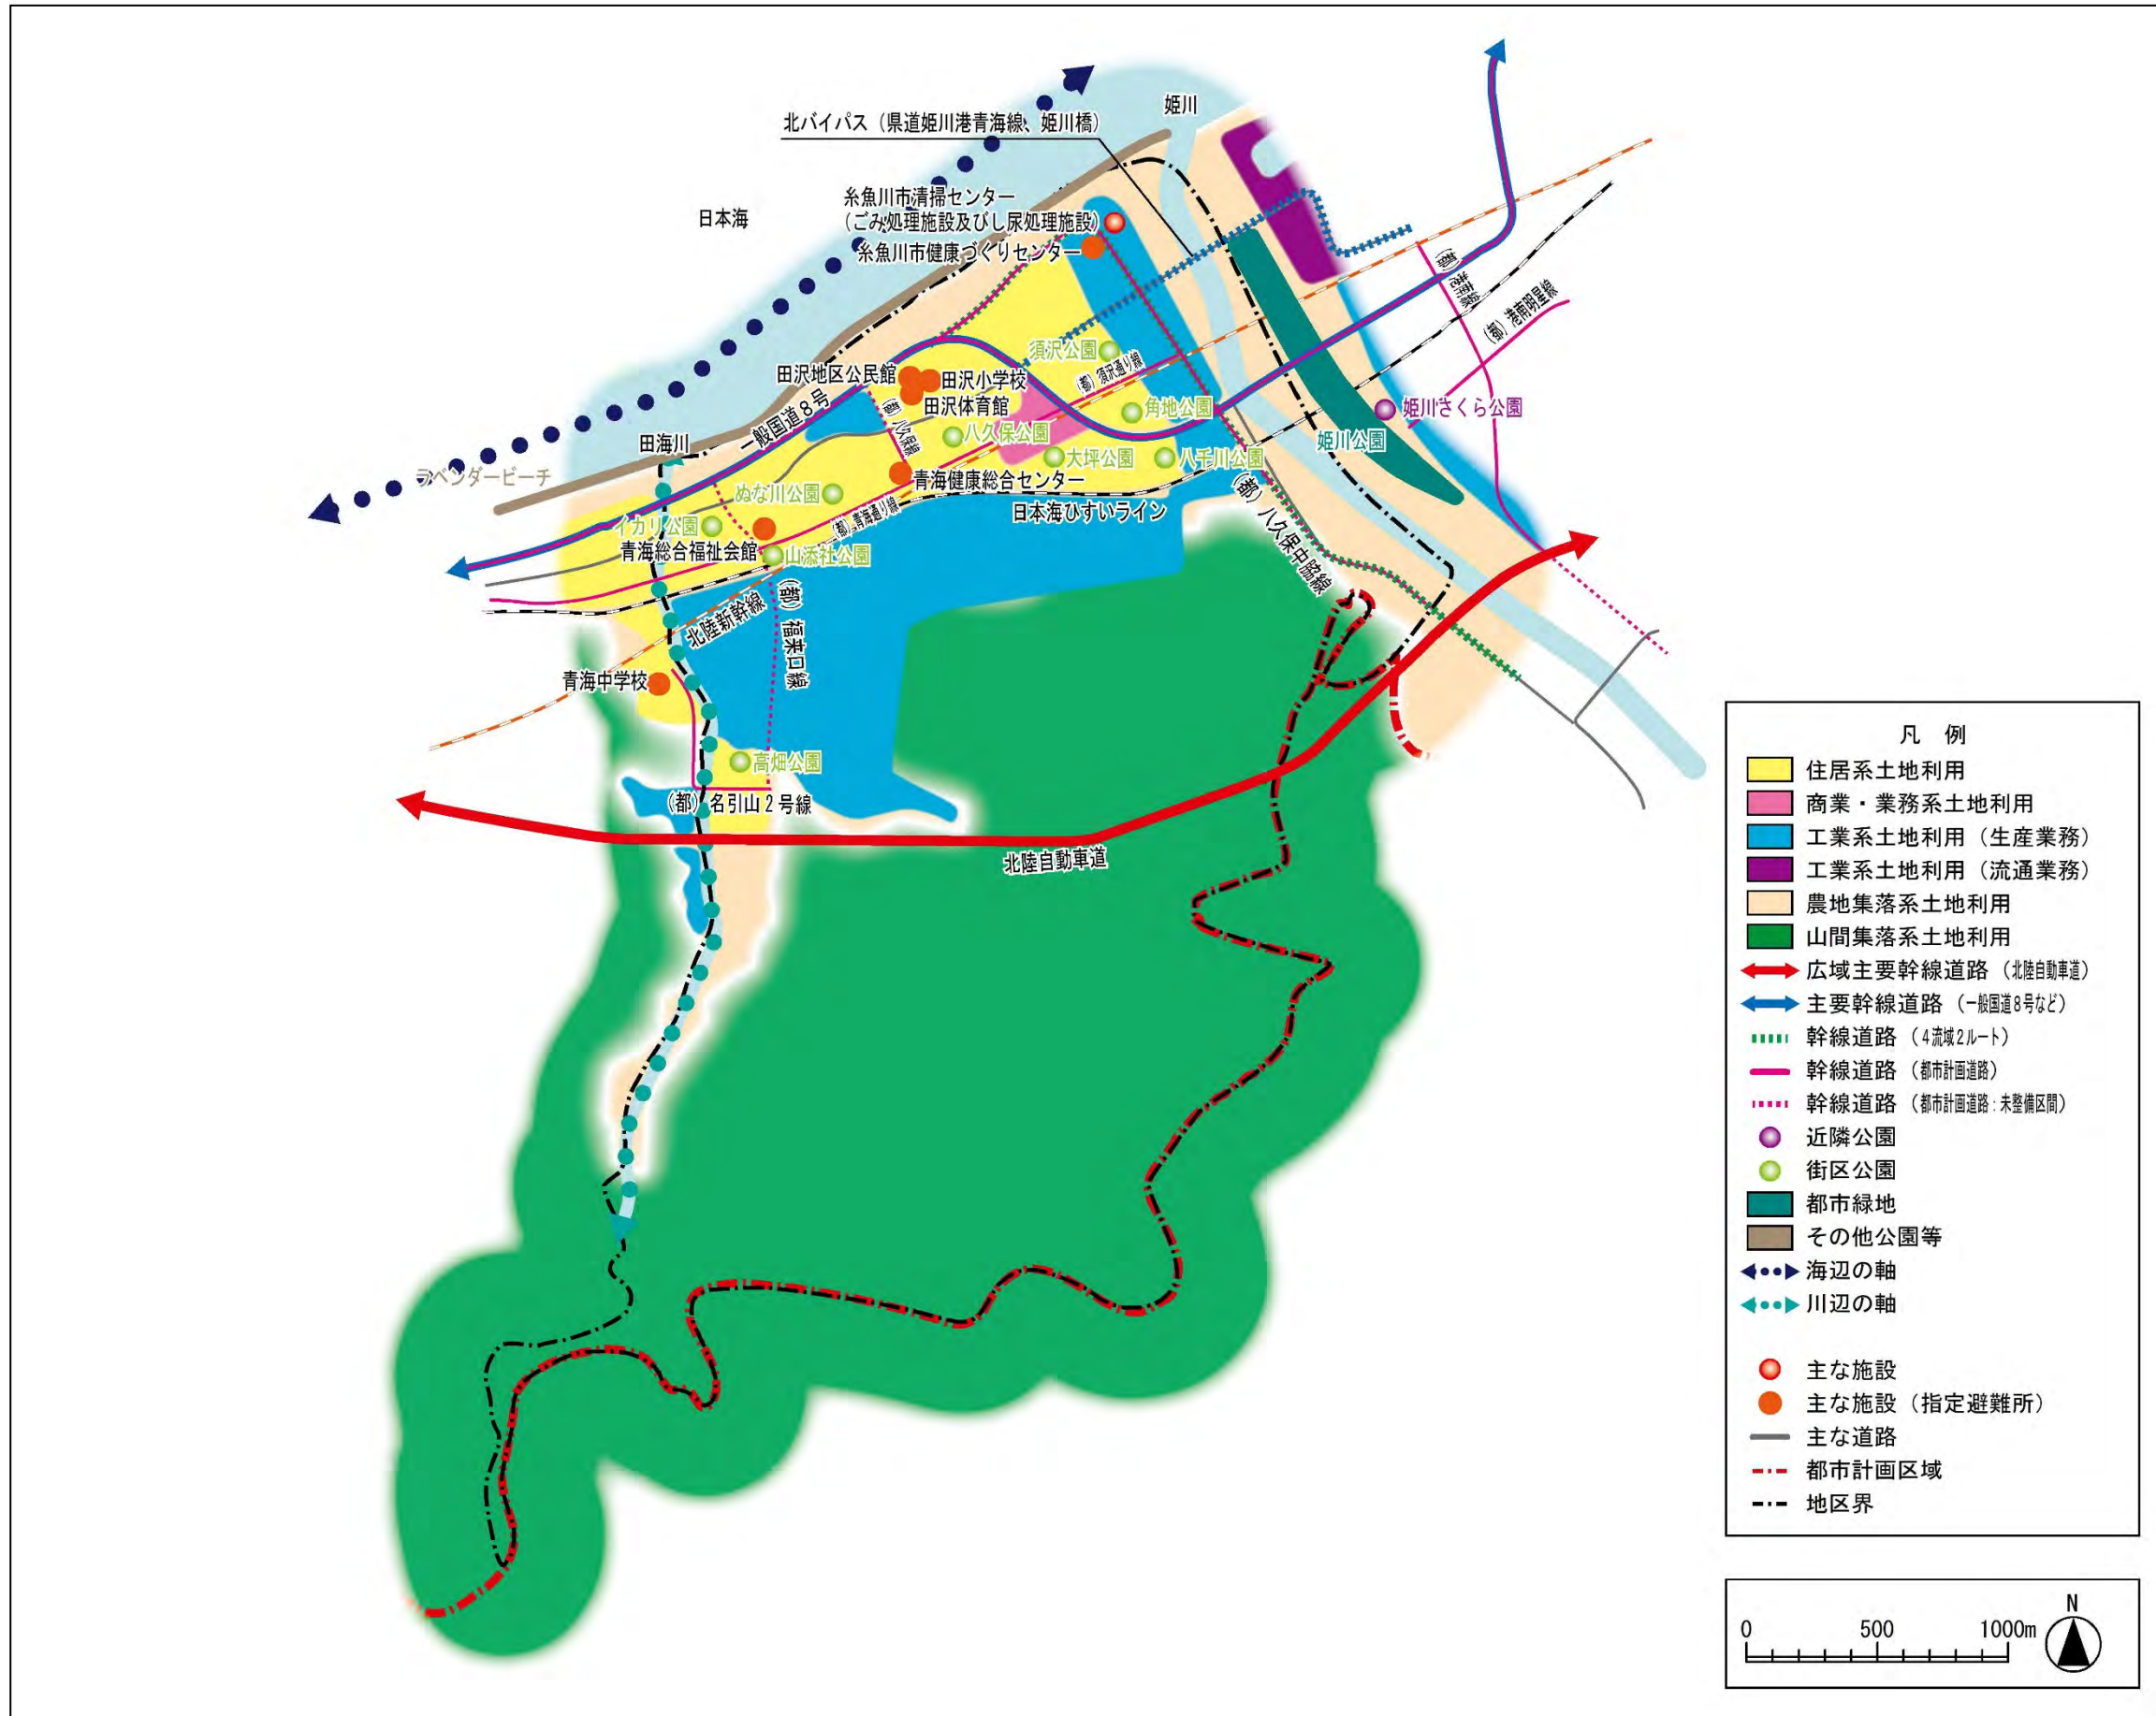 姫川
北バイパス（県道姫川港青海線、姫川橋）
糸魚川市清掃センター
（ごみ処理施設及びし尿処理施設）
日本海
糸魚川市健康づくりセンター
（都）港南線
（都）港南明星線
須沢公園
（都）須沢通り線
田沢地区公民館
田沢小学校
田沢体育館
一般国道８号
（都）八久保線
角地公園
姫川さくら公園
八久保公園
姫川公園
田海川
大坪公園
八千川公園
ラベンダービーチ
青海健康総合センター
ぬな川公園
（都）青海通り線
日本海ひすいライン
（都）八久保中脇線
イカリ公園
青海総合福祉会館
山添社公園
北陸新幹線
（都）福来口線
青海中学校
高畑公園
（都）名引山２号線
北陸自動車道
凡　例
住居系土地利用
商業・業務系土地利用
工業系土地利用（生産業務）
工業系土地利用（流通業務）
農地集落系土地利用
山間集落系土地利用
広域主要幹線道路（北陸自動車道）
主要幹線道路（一般国道８号など）
幹線道路（４流域２ルート）
幹線道路（都市計画道路）
幹線道路（都市計画道路：未整備区間）
近隣公園
街区公園
都市緑地
その他公園等
海辺の軸
川辺の軸
主な施設
主な施設（指定避難所）
主な道路
都市計画区域
地区界
0　500　1000m
N